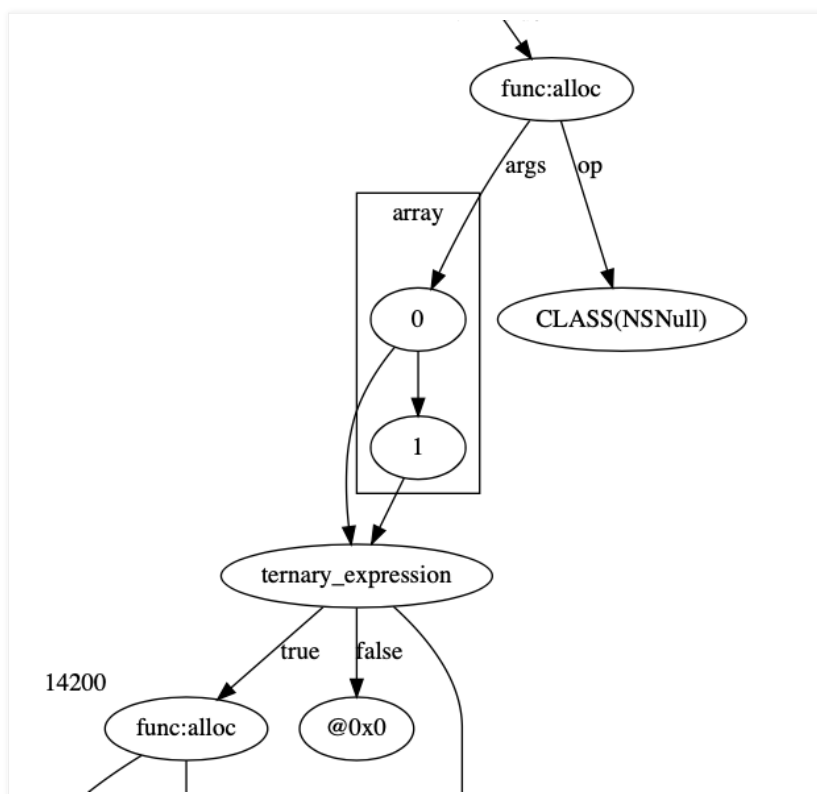 func:alloc
args
op
array
0
CLASS(NSNull)
1
ternary_expression
true
false
14200
func:alloc
@0x0